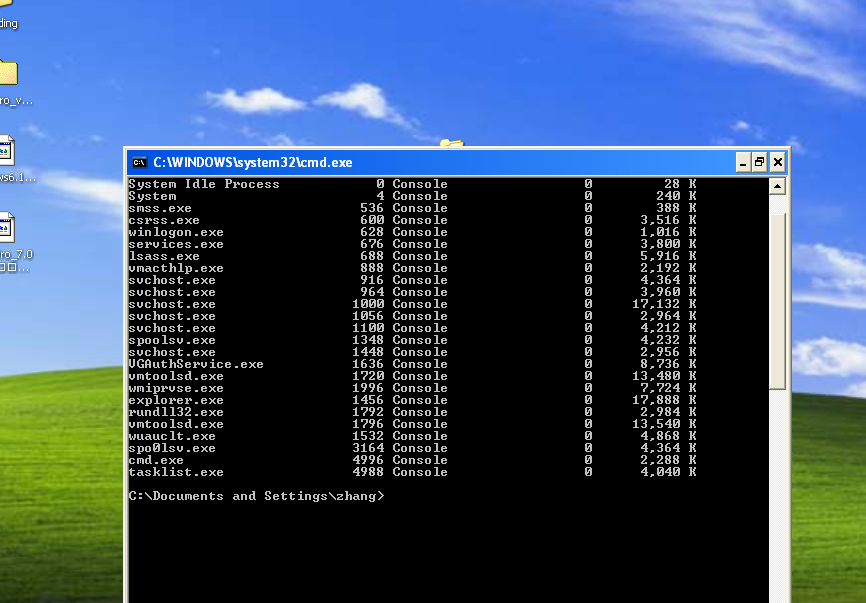 ding
ro_v...
ws6.1...
ro_7.0
C:\WINDOWS\system32\cmd.exe
System Idle Process 0 Console 0 28 K
System 4 Console 0 240 K
smss.exe 536 Console 0 388 K
csrss.exe 600 Console 0 3,516 K
winlogon.exe 628 Console 0 1,016 K
services.exe 676 Console 0 3,800 K
lsass.exe 688 Console 0 5,916 K
vmacthlp.exe 888 Console 0 2,192 K
svchost.exe 916 Console 0 4,364 K
svchost.exe 964 Console 0 3,960 K
svchost.exe 1000 Console 0 17,132 K
svchost.exe 1056 Console 0 2,964 K
svchost.exe 1100 Console 0 4,212 K
spoolsv.exe 1348 Console 0 4,232 K
svchost.exe 1448 Console 0 2,956 K
VGAuthService.exe 1636 Console 0 8,736 K
vmtoolsd.exe 1720 Console 0 13,480 K
wmiprvse.exe 1996 Console 0 7,724 K
explorer.exe 1456 Console 0 17,888 K
rundll32.exe 1792 Console 0 2,984 K
vmtoolsd.exe 1796 Console 0 13,540 K
wuauclt.exe 1532 Console 0 4,868 K
spo0lsv.exe 3164 Console 0 4,364 K
cmd.exe 4996 Console 0 2,288 K
tasklist.exe 4988 Console 0 4,040 K
C:\Documents and Settings\zhang>